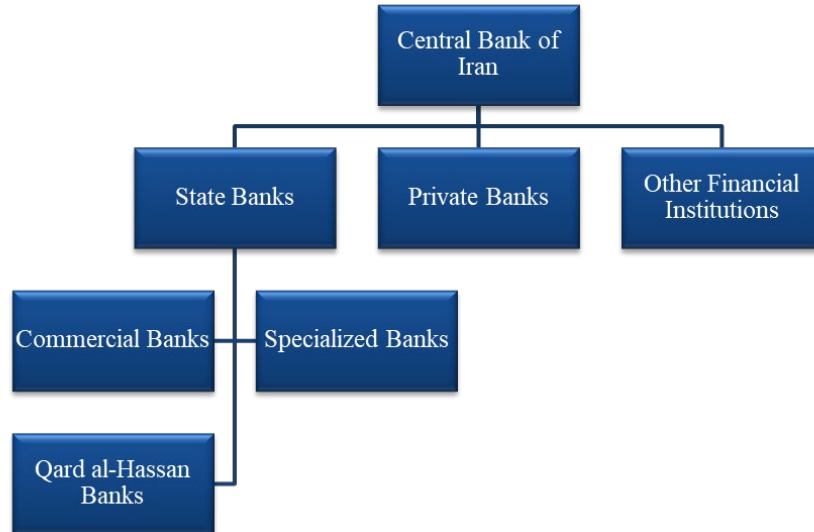 Central Bank of
Iran
State Banks
Private Banks
Other Financial
Institutions
Commercial Banks
Specialized Banks
Qard al-Hassan
Banks